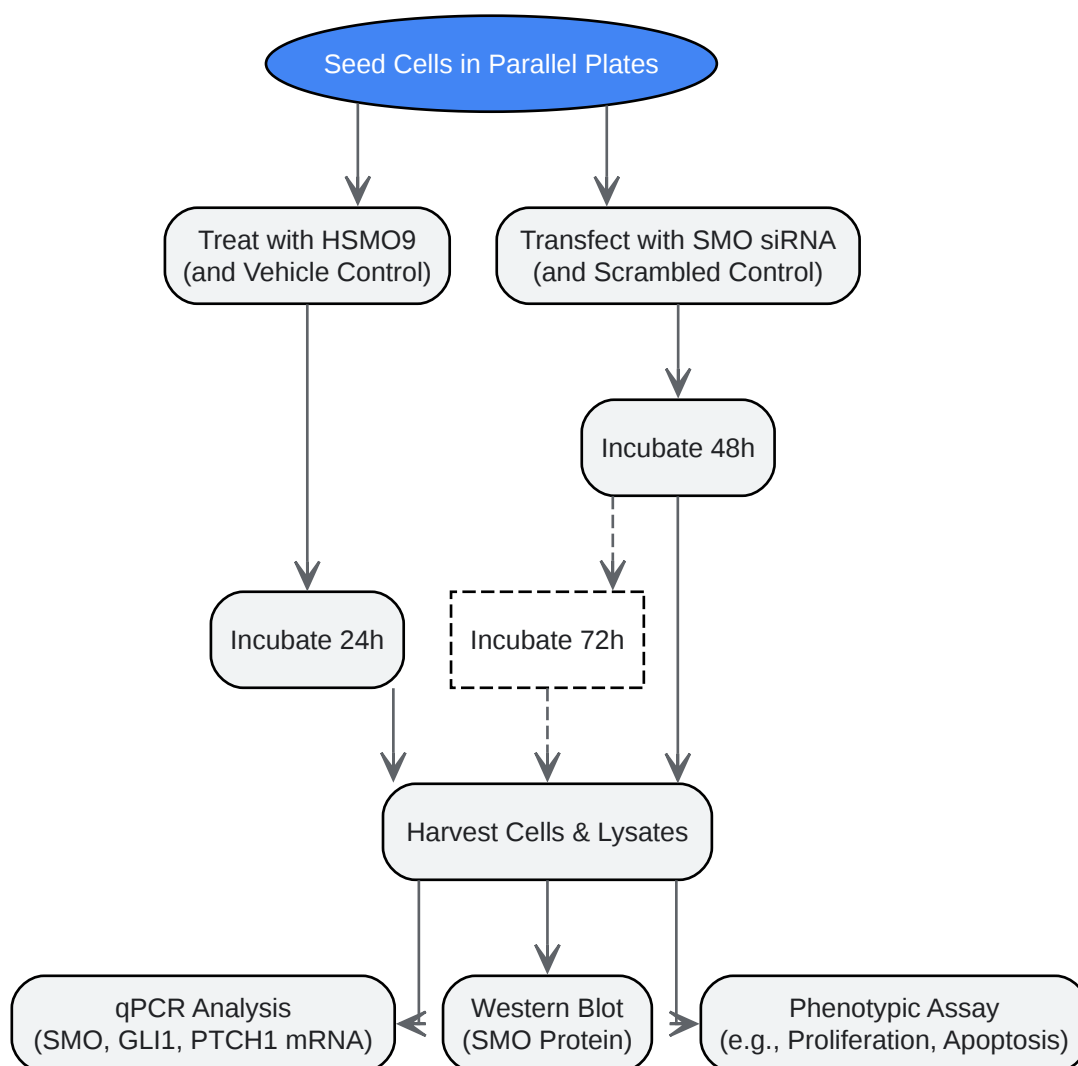 Seed Cells in Parallel Plates
Treat with HSMO9
(and Vehicle Control)
Transfect with SMO siRNA
(and Scrambled Control)
Incubate 48h
Incubate 24h
Incubate 72h
Harvest Cells & Lysates
qPCR Analysis
(SMO, GLI1, PTCH1 mRNA)
Western Blot
(SMO Protein)
Phenotypic Assay
(e.g., Proliferation, Apoptosis)